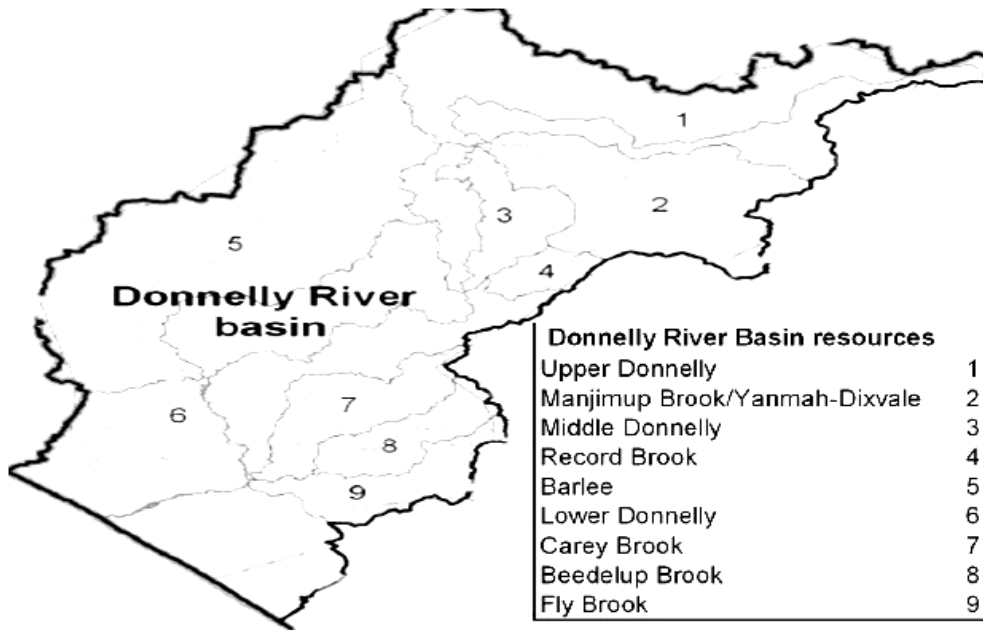 1
2
3
4
5
Donnelly River
basin
6
7
8
9
Donnelly River Basin resources
Upper Donnelly 1
Manjimup Brook/Yanmah-Dixvale 2
Middle Donnelly 3
Record Brook 4
Barlee 5
Lower Donnelly 6
Carey Brook 7
Beedelup Brook 8
Fly Brook 9